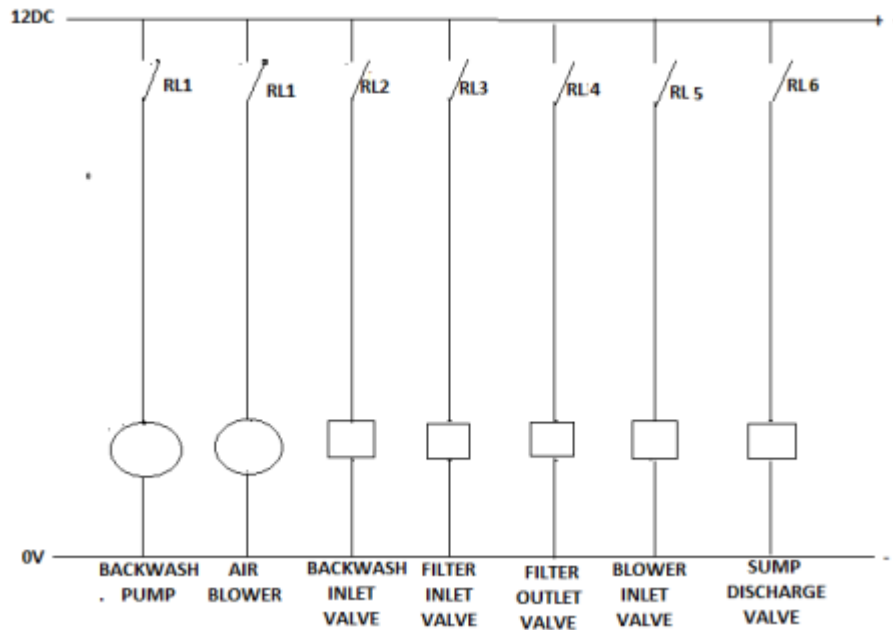 12DC +
RL1 RL1 RL2 RL3 RL4 RL 5 RL6
0V -
BACKWASH PUMP
AIR BLOWER
BACKWASH INLET VALVE
FILTER INLET VALVE
FILTER OUTLET VALVE
BLOWER INLET VALVE
SUMP DISCHARGE VALVE